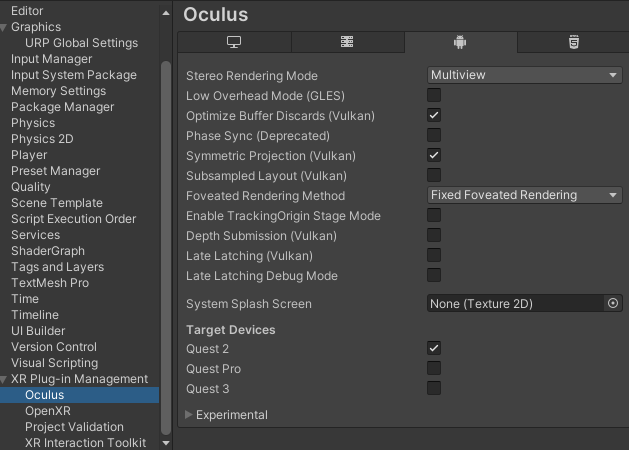 Editor
Graphics
URP Global Settings
Input Manager
Input System Package
Memory Settings
Package Manager
Physics
Physics 2D
Player
Preset Manager
Quality
Scene Template
Script Execution Order
Services
ShaderGraph
Tags and Layers
TextMesh Pro
Time
Timeline
UI Builder
Version Control
Visual Scripting
XR Plug-in Management
Oculus
OpenXR
Project Validation
XR Interaction Toolkit
Oculus
Stereo Rendering Mode Multiview
Low Overhead Mode (GLES)
Optimize Buffer Discards (Vulkan)
Phase Sync (Deprecated)
Symmetric Projection (Vulkan)
Subsampled Layout (Vulkan)
Foveated Rendering Method Fixed Foveated Rendering
Enable TrackingOrigin Stage Mode
Depth Submission (Vulkan)
Late Latching (Vulkan)
Late Latching Debug Mode
System Splash Screen None (Texture 2D)
Target Devices
Quest 2
Quest Pro
Quest 3
Experimental